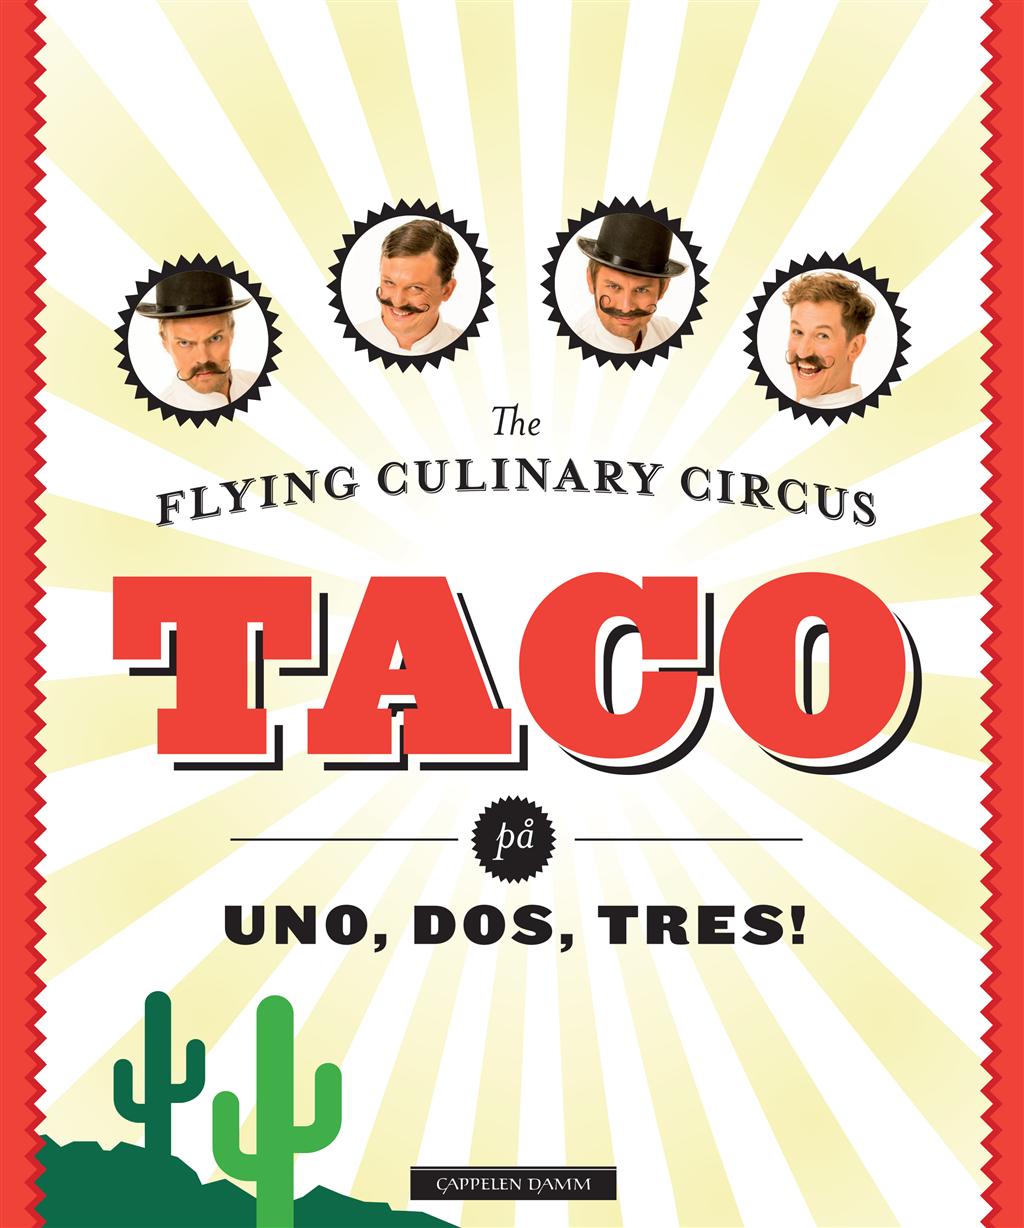 The
FLYING CULINARY CIRCUS
TACO
på
UNO, DOS, TRES!
CAPPELEN DAMM